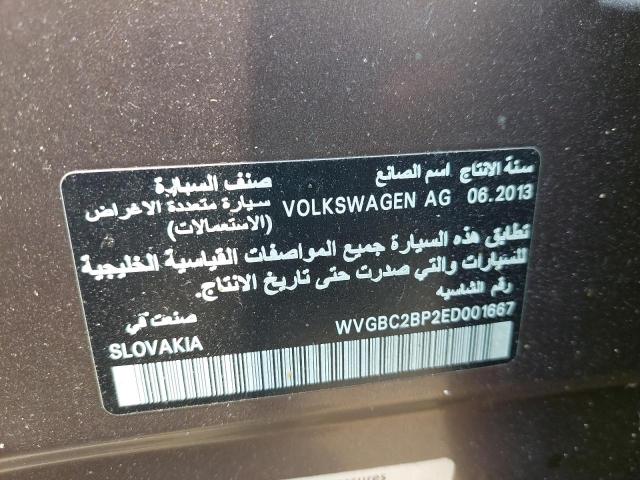 سنة الانتاج اسم الصانع صنف السيارة
06.2013 VOLKSWAGEN AG سيارة متعددة الاغراض
(الاستعمالات)
تطابق هذه السيارة جميع المواصفات القياسية الخليجية
للسيارات والتي صدرت حتى تاريخ الانتاج.
رقم الشاسيه
WVGBC2BP2ED001667 صنعت في
SLOVAKIA